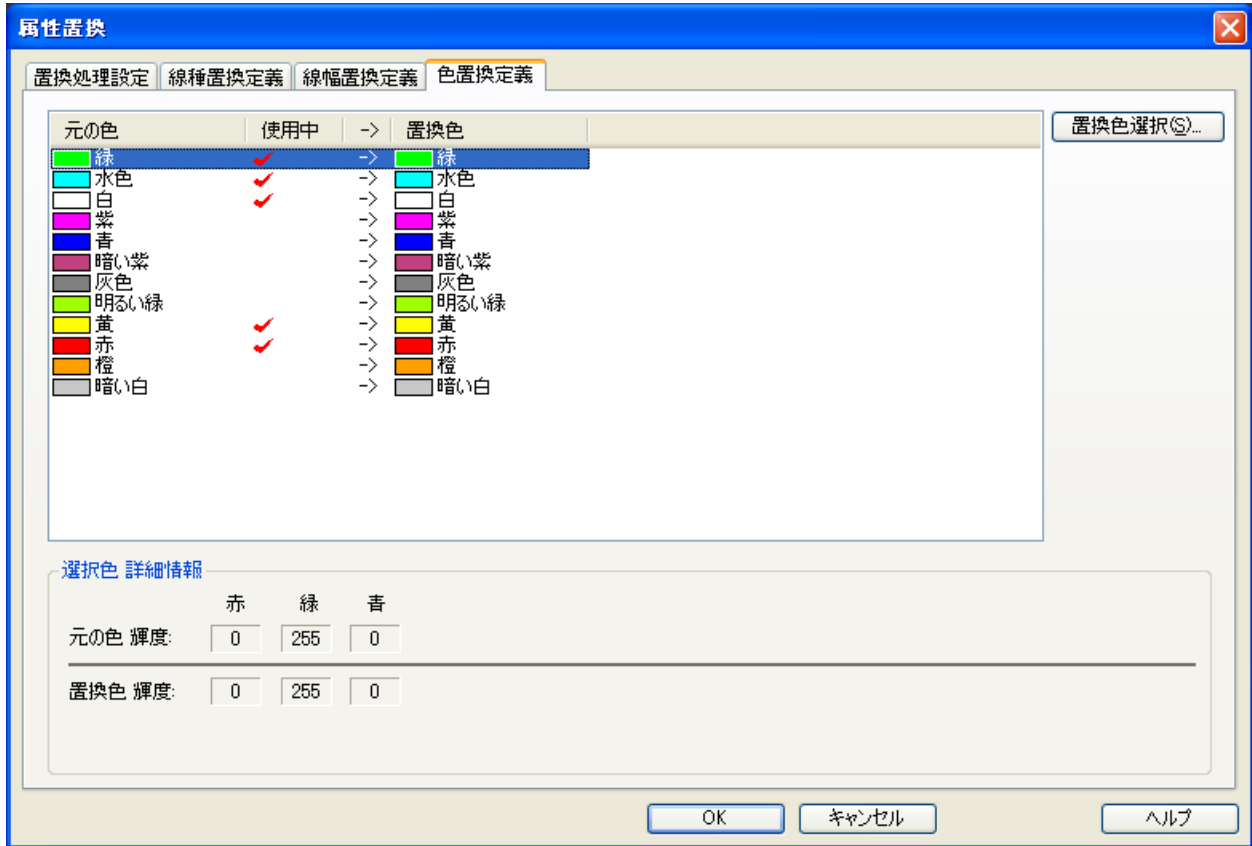 属性置換
置換処理設定 線種置換定義 線幅置換定義 色置換定義
元の色 使用中 -> 置換色
置換色選択(S)...
緑 -> 緑
水色 -> 水色
白 -> 白
紫 -> 紫
青 -> 青
暗い紫 -> 暗い紫
灰色 -> 灰色
明るい緑 -> 明るい緑
黄 -> 黄
赤 -> 赤
橙 -> 橙
暗い白 -> 暗い白
選択色 詳細情報
赤 緑 青
元の色 輝度: 0 255 0
置換色 輝度: 0 255 0
OK キャンセル ヘルプ